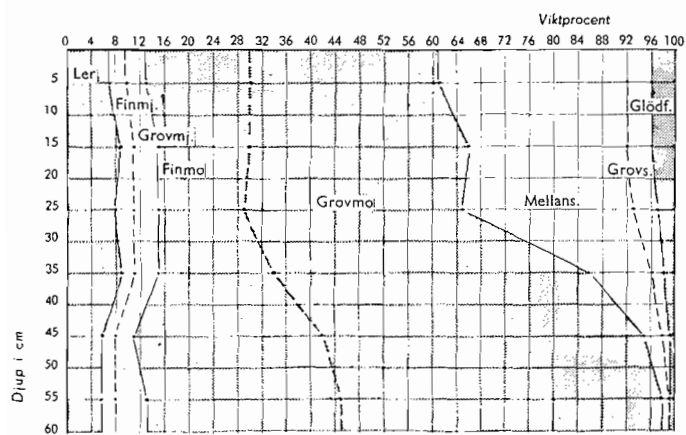 Viktprocent
0 4 8 12 16 20 24 28 32 36 40 44 48 52 56 60 64 68 72 76 80 84 88 92 96 100
5
10
15
20
25
30
35
40
45
50
55
60
Djup i cm
Ler.
Finmj.
Grovmj.
Finmo
Grovmo
Mellans.
Grovs.
Glödf.